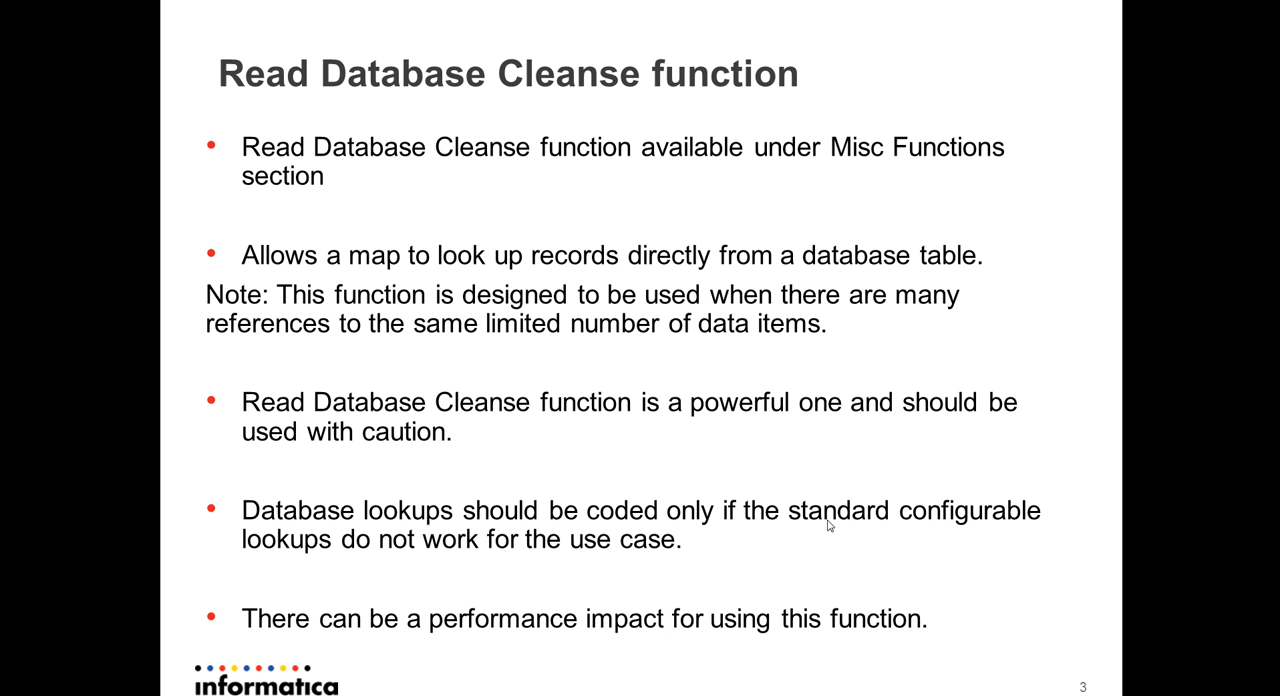 Read Database Cleanse function
• Read Database Cleanse function available under Misc Functions
section
• Allows a map to look up records directly from a database table.
Note: This function is designed to be used when there are many
references to the same limited number of data items.
• Read Database Cleanse function is a powerful one and should be
used with caution.
• Database lookups should be coded only if the standard configurable
lookups do not work for the use case.
• There can be a performance impact for using this function.
informatica
3